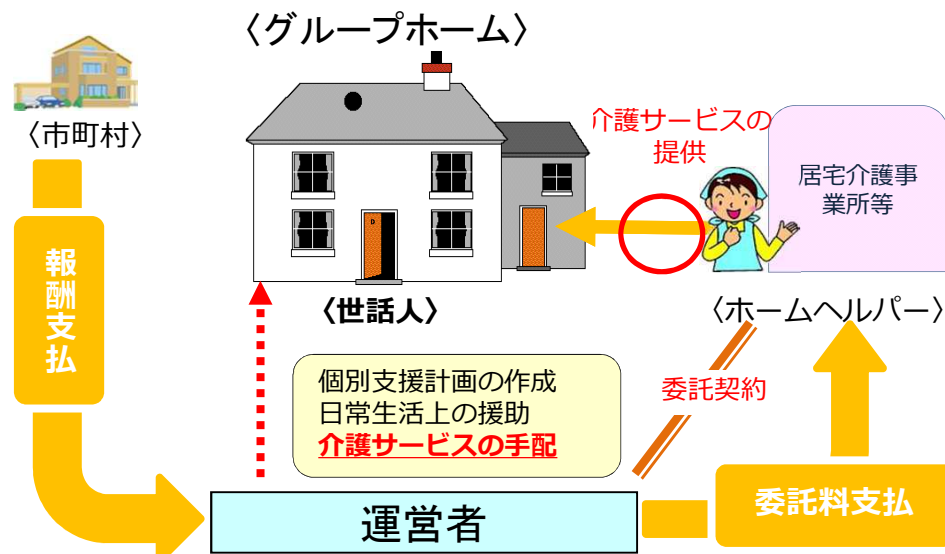 〈グループホーム〉
〈市町村〉
介護サービスの
提供
居宅介護事
業所等
報酬支払
〈世話人〉
〈ホームヘルパー〉
個別支援計画の作成
日常生活上の援助
介護サービスの手配
委託契約
運営者
委託料支払